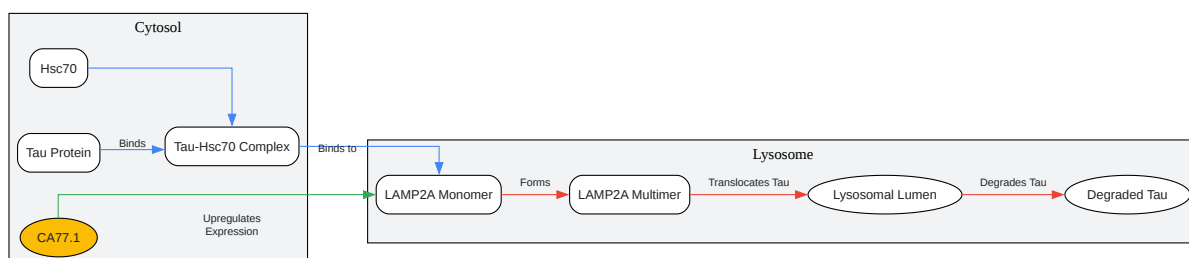 Cytosol
Hsc70
Tau Protein
Binds
Tau-Hsc70 Complex
Binds to
CA77.1
Upregulates
Expression
Lysosome
LAMP2A Monomer
Forms
LAMP2A Multimer
Translocates Tau
Lysosomal Lumen
Degrades Tau
Degraded Tau